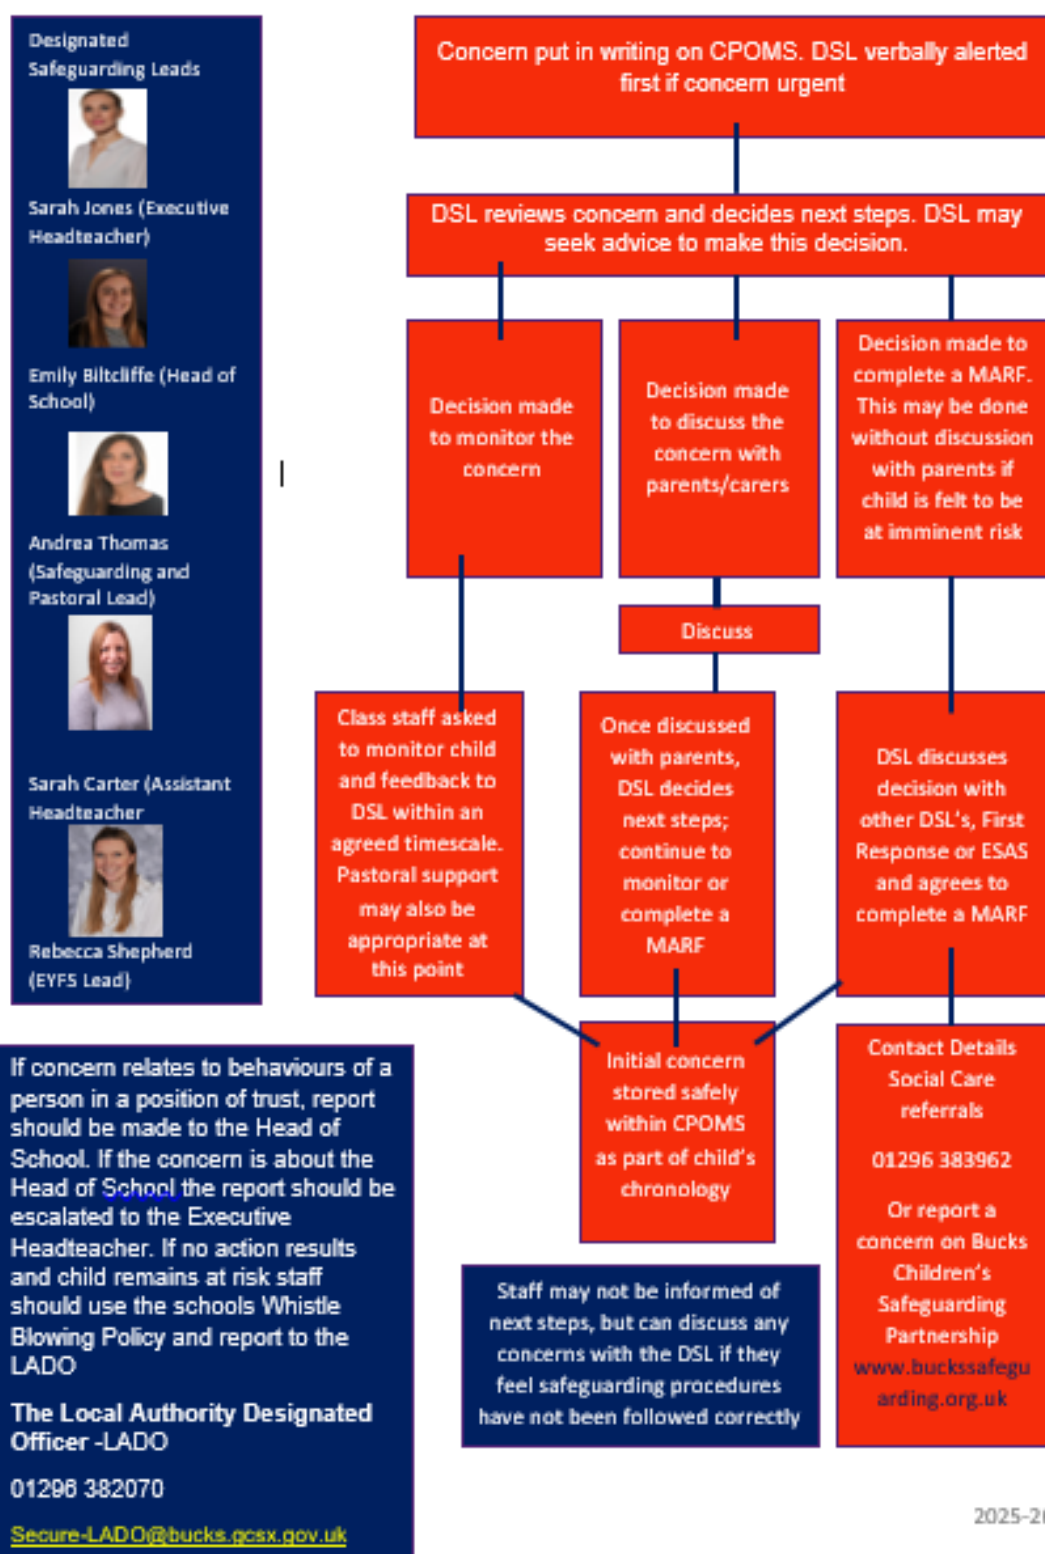 Designated
Safeguarding Leads
Sarah Jones (Executive
Headteacher)
Emily Biltcliffe (Head of
School)
Andrea Thomas
(Safeguarding and
Pastoral Lead)
Sarah Carter (Assistant
Headteacher
Rebecca Shepherd
(EYFS Lead)
If concern relates to behaviours of a
person in a position of trust, report
should be made to the Head of
School. If the concern is about the
Head of School the report should be
escalated to the Executive
Headteacher. If no action results
and child remains at risk staff
should use the schools Whistle
Blowing Policy and report to the
LADO
The Local Authority Designated
Officer -LADO
01296 382070
Secure-LADO@bucks.gcsx.gov.uk
Concern put in writing on CPOMS. DSL verbally alerted
first if concern urgent
DSL reviews concern and decides next steps. DSL may
seek advice to make this decision.
Decision made
to monitor the
concern
Decision made
to discuss the
concern with
parents/carers
Decision made to
complete a MARF.
This may be done
without discussion
with parents if
child is felt to be
at imminent risk
Discuss
Class staff asked
to monitor child
and feedback to
DSL within an
agreed timescale.
Pastoral support
may also be
appropriate at
this point
Once discussed
with parents,
DSL decides
next steps;
continue to
monitor or
complete a
MARF
DSL discusses
decision with
other DSL's, First
Response or ESAS
and agrees to
complete a MARF
Initial concern
stored safely
within CPOMS
as part of child's
chronology
Contact Details
Social Care
referrals
01296 383962
Or report a
concern on Bucks
Children's
Safeguarding
Partnership
www.buckssafegu
arding.org.uk
Staff may not be informed of
next steps, but can discuss any
concerns with the DSL if they
feel safeguarding procedures
have not been followed correctly